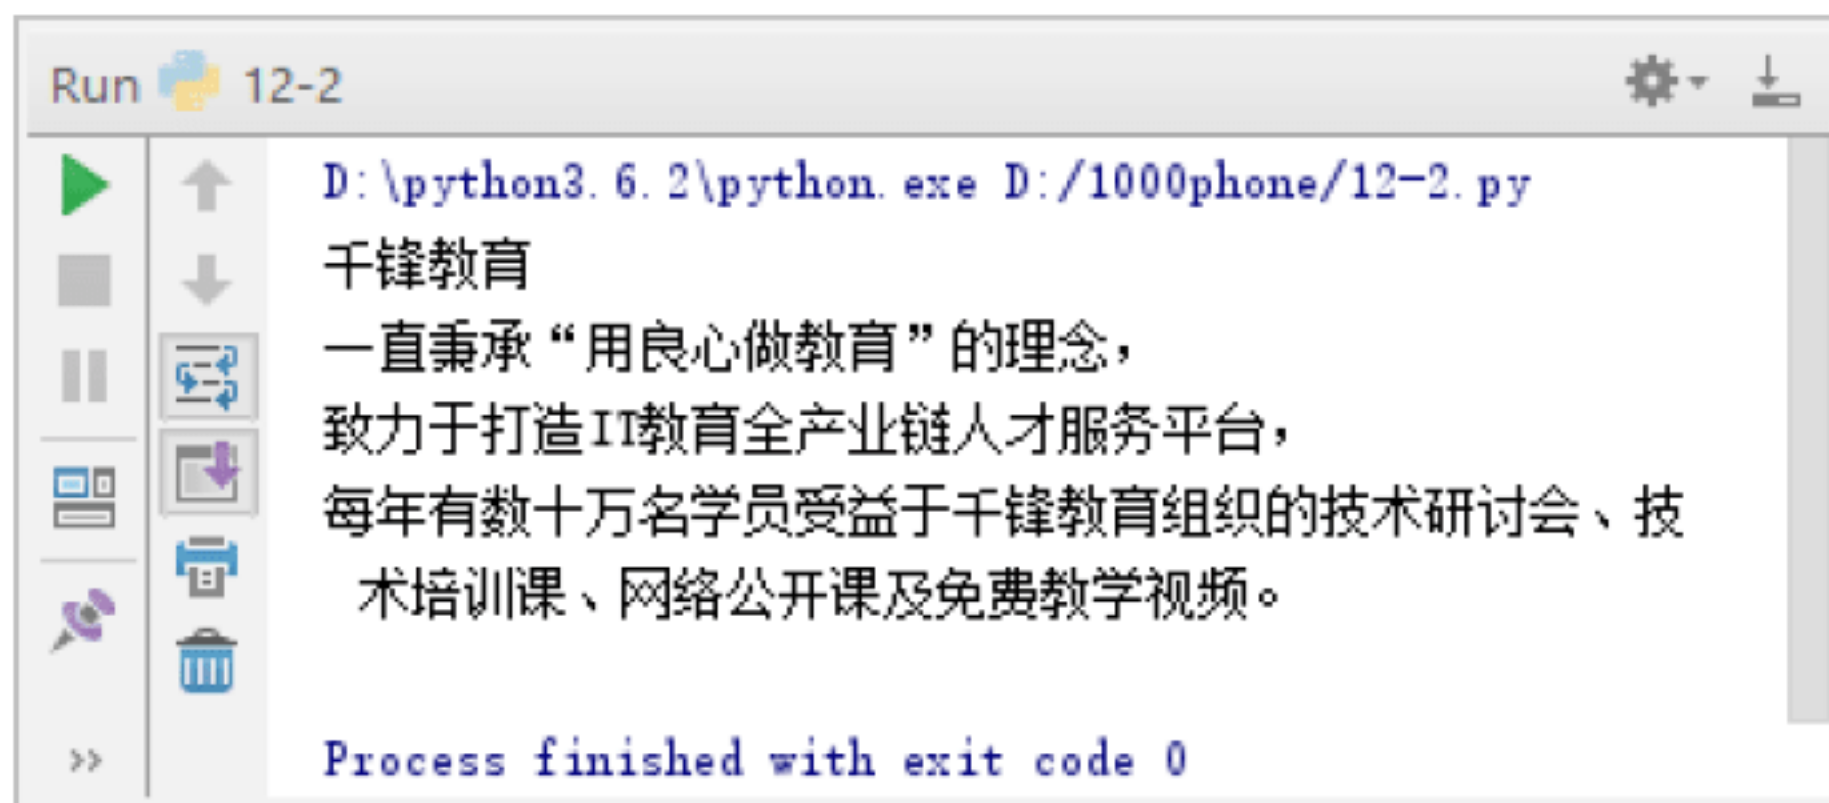 Run 12-2
D:\python3.6.2\python.exe D:/1000phone/12-2.py
千锋教育
一直秉承“用良心做教育”的理念，
致力于打造IT教育全产业链人才服务平台，
每年有数十万名学员受益于千锋教育组织的技术研讨会、技
术培训课、网络公开课及免费教学视频。
Process finished with exit code 0